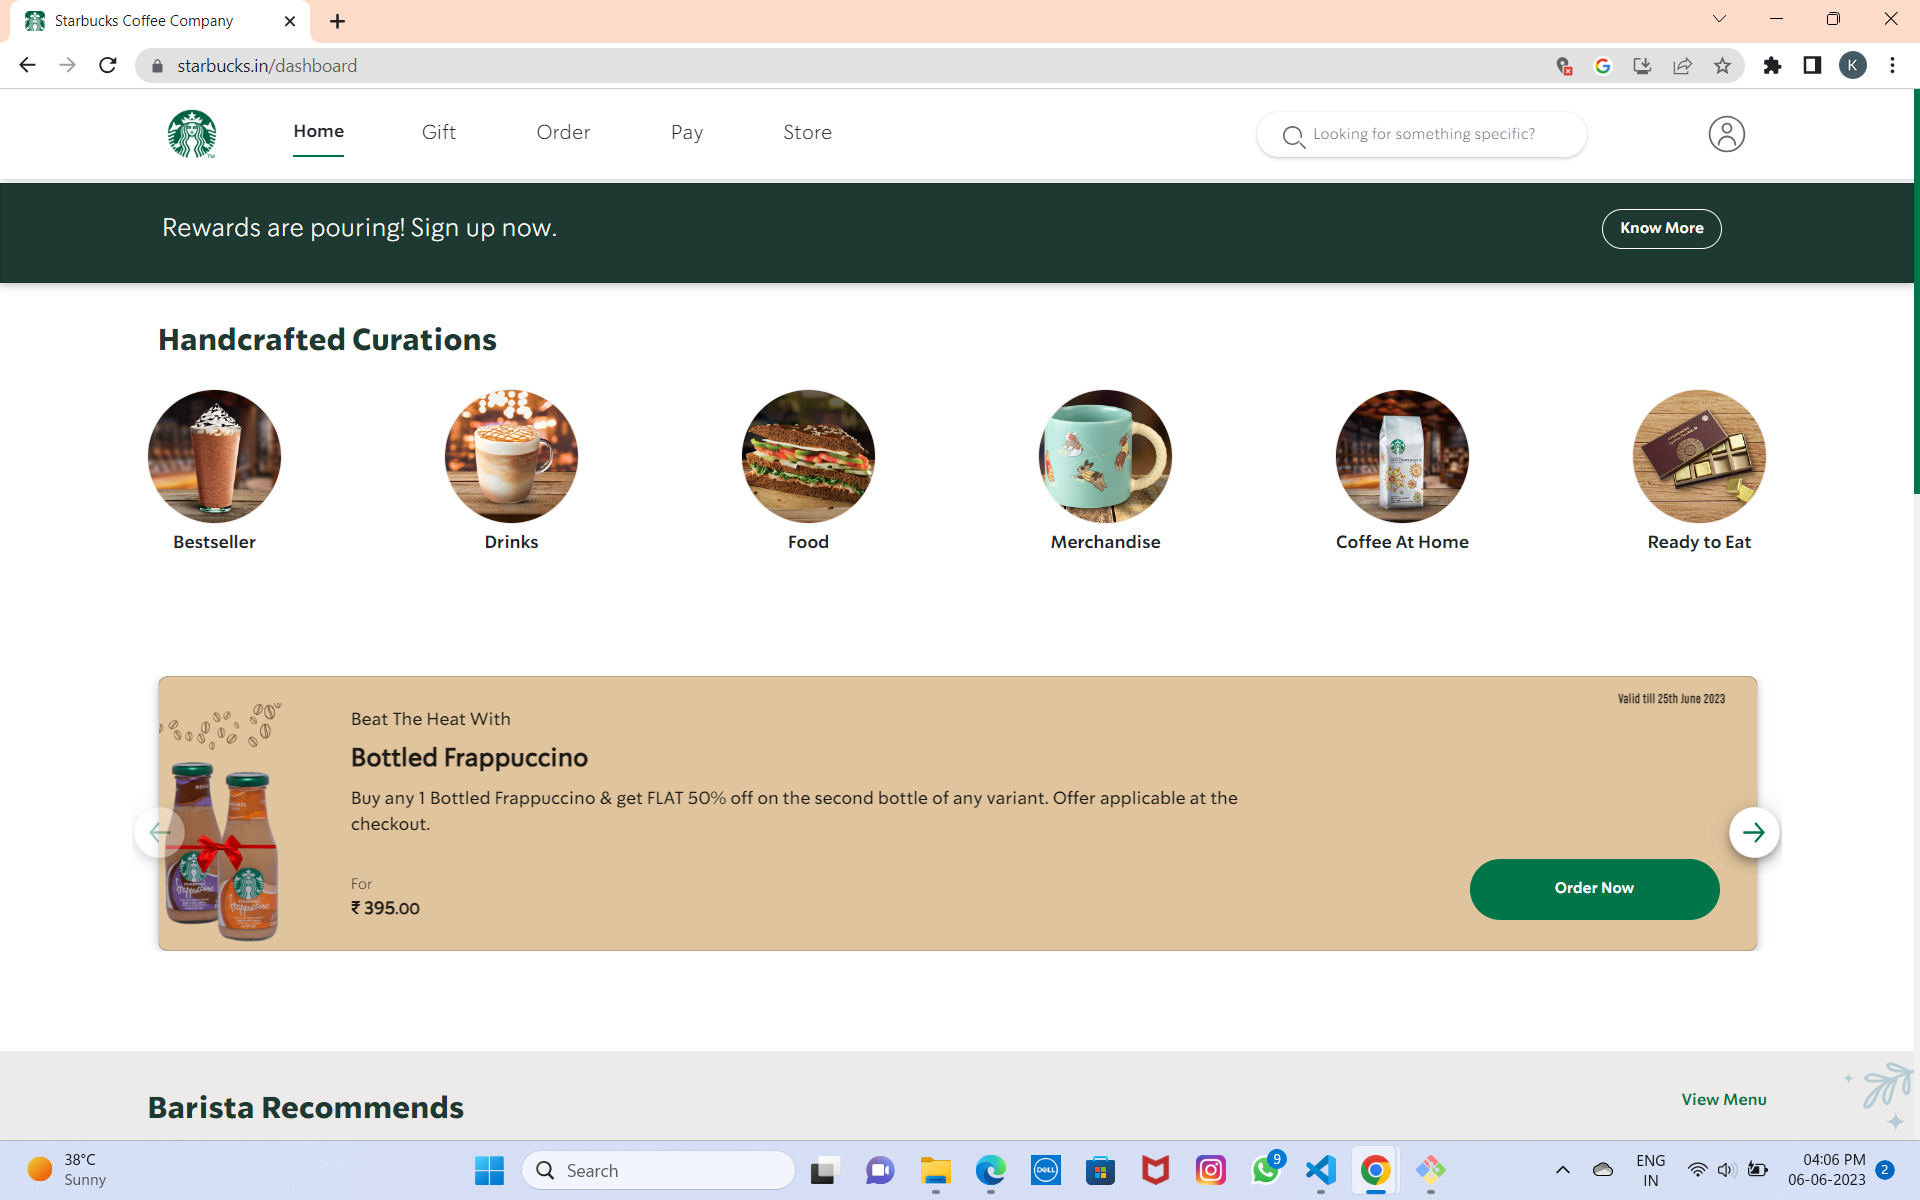 Starbucks Coffee Company
starbucks.in/dashboard
K
Home
Gift
Order
Pay
Store
Looking for something specific?
TM
Rewards are pouring! Sign up now.
Know More
Handcrafted Curations
Bestseller
Drinks
Food
Merchandise
Coffee At Home
Ready to Eat
Valid till 25th June 2023
Beat The Heat With
Bottled Frappuccino
Buy any 1 Bottled Frappuccino & get FLAT 50% off on the second bottle of any variant. Offer applicable at the
checkout.
frappuccino
frappuccino
For
₹ 395.00
Order Now
Barista Recommends
View Menu
38°C
Sunny
Search
DELL
9
ENG
IN
04:06 PM
06-06-2023
2